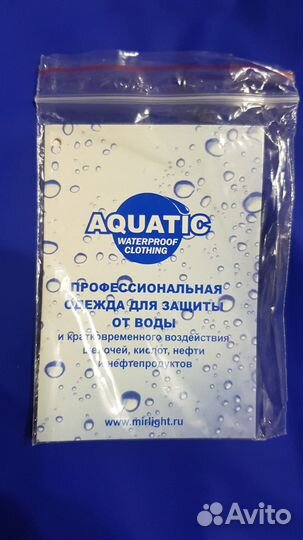 AQUATIC
WATERPROOF
CLOTHING
ПРОФЕССИОНАЛЬНАЯ
ОДЕЖДА ДЛЯ ЗАЩИТЫ
ОТ ВОДЫ
и кратковременного воздействия
щелочей, кислот, нефти
и нефтепродуктов
www.mirlight.ru
Avito